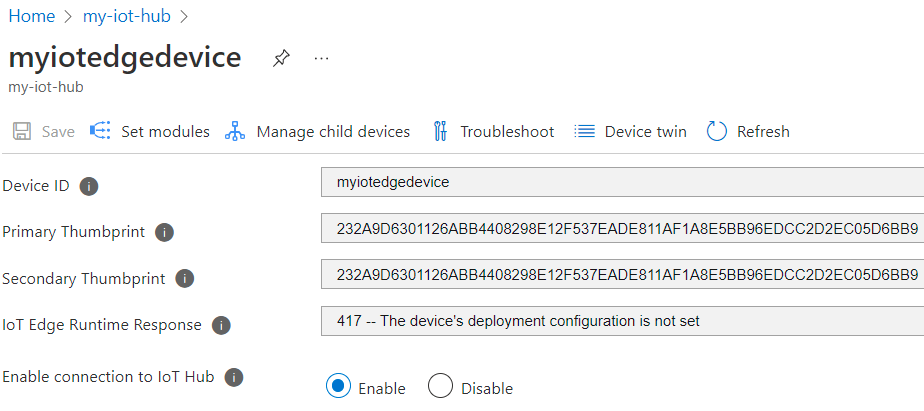 Home > my-iot-hub >
myiotedgedevice
my-iot-hub
Save Set modules Manage child devices Troubleshoot Device twin Refresh
Device ID myiotedgedevice
Primary Thumbprint 232A9D6301126ABB4408298E12F537EADE811AF1A8E5BB96EDCC2D2EC05D6BB9
Secondary Thumbprint 232A9D6301126ABB4408298E12F537EADE811AF1A8E5BB96EDCC2D2EC05D6BB9
IoT Edge Runtime Response 417 -- The device's deployment configuration is not set
Enable connection to IoT Hub Enable Disable